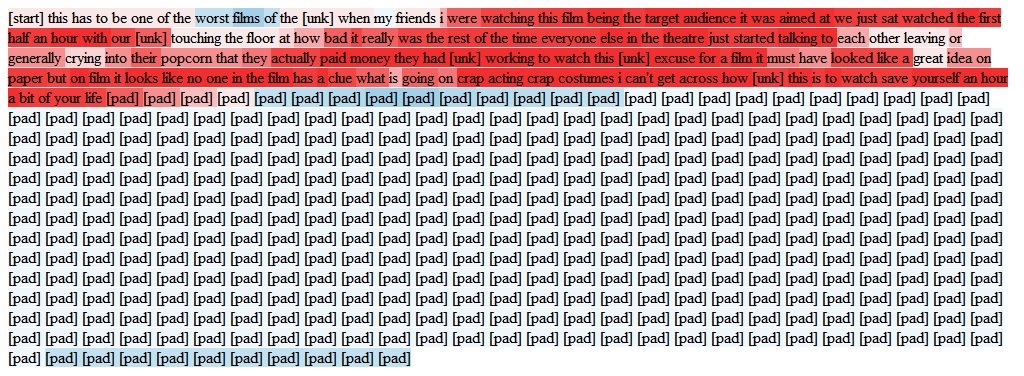 [start] this has to be one of the worst films of the [unk] when my friends i were watching this film being the target audience it was aimed at we just sat watched the first
half an hour with our [unk] touching the floor at how bad it really was the rest of the time everyone else in the theatre just started talking to each other leaving or
generally crying into their popcorn that they actually paid money they had [unk] working to watch this [unk] excuse for a film it must have looked like a great idea on
paper but on film it looks like no one in the film has a clue what is going on crap acting crap costumes i can't get across how [unk] this is to watch save yourself an hour
a bit of your life [pad] [pad] [pad] [pad] [pad] [pad] [pad] [pad] [pad] [pad] [pad] [pad] [pad] [pad] [pad] [pad] [pad] [pad] [pad] [pad] [pad] [pad] [pad] [pad]
[pad] [pad] [pad] [pad] [pad] [pad] [pad] [pad] [pad] [pad] [pad] [pad] [pad] [pad] [pad] [pad] [pad] [pad] [pad] [pad] [pad] [pad] [pad] [pad] [pad] [pad] [pad]
[pad] [pad] [pad] [pad] [pad] [pad] [pad] [pad] [pad] [pad] [pad] [pad] [pad] [pad] [pad] [pad] [pad] [pad] [pad] [pad] [pad] [pad] [pad] [pad] [pad] [pad] [pad]
[pad] [pad] [pad] [pad] [pad] [pad] [pad] [pad] [pad] [pad] [pad] [pad] [pad] [pad] [pad] [pad] [pad] [pad] [pad] [pad] [pad] [pad] [pad] [pad] [pad] [pad] [pad]
[pad] [pad] [pad] [pad] [pad] [pad] [pad] [pad] [pad] [pad] [pad] [pad] [pad] [pad] [pad] [pad] [pad] [pad] [pad] [pad] [pad] [pad] [pad] [pad] [pad] [pad] [pad]
[pad] [pad] [pad] [pad] [pad] [pad] [pad] [pad] [pad] [pad] [pad] [pad] [pad] [pad] [pad] [pad] [pad] [pad] [pad] [pad] [pad] [pad] [pad] [pad] [pad] [pad] [pad]
[pad] [pad] [pad] [pad] [pad] [pad] [pad] [pad] [pad] [pad] [pad] [pad] [pad] [pad] [pad] [pad] [pad] [pad] [pad] [pad] [pad] [pad] [pad] [pad] [pad] [pad] [pad]
[pad] [pad] [pad] [pad] [pad] [pad] [pad] [pad] [pad] [pad] [pad] [pad] [pad] [pad] [pad] [pad] [pad] [pad] [pad] [pad] [pad] [pad] [pad] [pad] [pad] [pad] [pad]
[pad] [pad] [pad] [pad] [pad] [pad] [pad] [pad] [pad] [pad] [pad] [pad] [pad] [pad] [pad] [pad] [pad] [pad] [pad] [pad] [pad] [pad] [pad] [pad] [pad] [pad] [pad]
[pad] [pad] [pad] [pad] [pad] [pad] [pad] [pad] [pad] [pad] [pad] [pad] [pad] [pad] [pad] [pad] [pad] [pad] [pad] [pad] [pad] [pad] [pad] [pad] [pad] [pad] [pad]
[pad] [pad] [pad] [pad] [pad] [pad] [pad] [pad] [pad] [pad] [pad] [pad] [pad] [pad] [pad] [pad] [pad] [pad] [pad] [pad] [pad] [pad] [pad] [pad] [pad] [pad] [pad]
[pad] [pad] [pad] [pad] [pad] [pad] [pad] [pad] [pad] [pad] [pad] [pad] [pad] [pad] [pad] [pad] [pad] [pad] [pad] [pad] [pad] [pad] [pad] [pad] [pad] [pad] [pad]
[pad] [pad] [pad] [pad] [pad] [pad] [pad] [pad] [pad] [pad] [pad] [pad] [pad] [pad] [pad] [pad] [pad] [pad] [pad] [pad] [pad] [pad] [pad] [pad] [pad] [pad] [pad]
[pad] [pad] [pad] [pad] [pad] [pad] [pad] [pad] [pad] [pad] [pad]